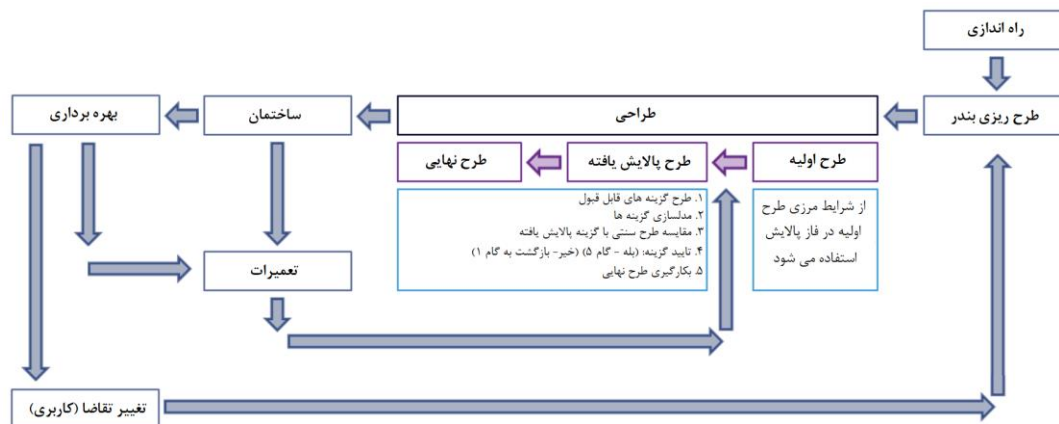 راه اندازی
طرح ریزی بندر
طراحی
ساختمان
بهره برداری
طرح اولیه
طرح پالایش یافته
طرح نهایی
از شرایط مرزی طرح
اولیه در فاز پالایش
استفاده می شود
۱. طرح گزینه های قابل قبول
۲. مدلسازی گزینه ها
۳. مقایسه طرح سنتی با گزینه پالایش یافته
۴. تایید گزینه: (بله - گام ۵) (خیر- بازگشت به گام ۱)
۵. بکارگیری طرح نهایی
تعمیرات
تغییر تقاضا (کاربری)